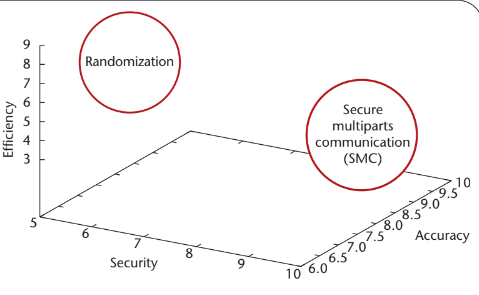 9
8
7
6
5
4
3
Efficiency
Randomization
Secure
multiparts
communication
(SMC)
5
6
7
8
9
10
Security
6.0
6.5
7.0
7.5
8.0
8.5
9.0
9.5
10
Accuracy